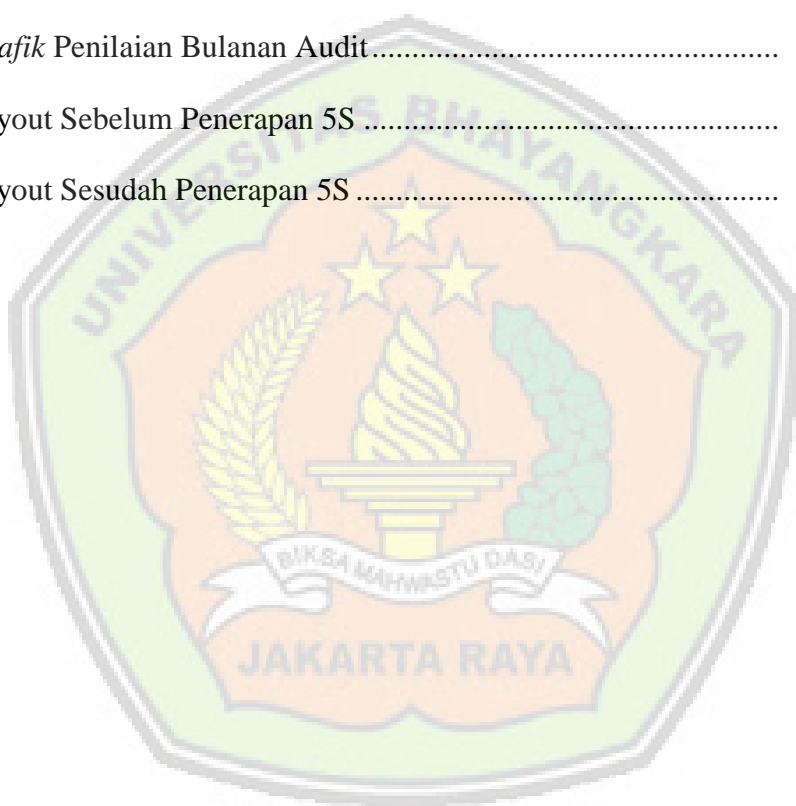 afik Penilaian Bulanan Audit..................................................
yout Sebelum Penerapan 5S ....................................................
yout Sesudah Penerapan 5S .....................................................
UNIVERSITAS BHAYANGKARA
BIKSA MAHWASTU DASI
JAKARTA RAYA